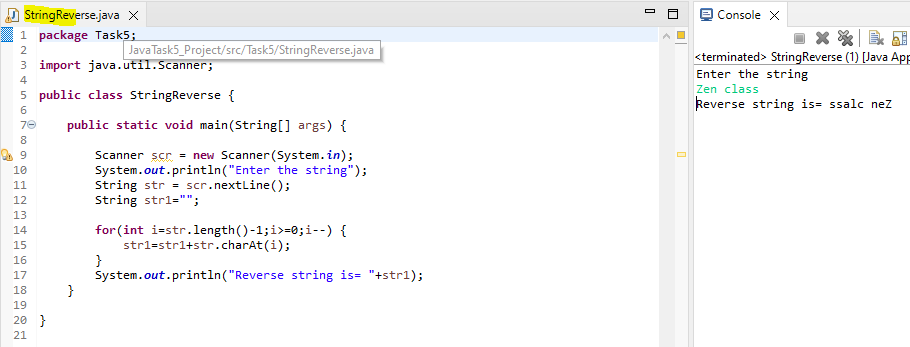 StringReverse.java
1 package Task5;
JavaTask5_Project/src/Task5/StringReverse.java
2
3 import java.util.Scanner;
4
5 public class StringReverse {
6
7 public static void main(String[] args) {
8
9 Scanner scr = new Scanner(System.in);
10 System.out.println("Enter the string");
11 String str = scr.nextLine();
12 String str1="";
13
14 for(int i=str.length()-1;i>=0;i--) {
15 str1=str1+str.charAt(i);
16 }
17 System.out.println("Reverse string is= "+str1);
18 }
19
20 }
21
Console
<terminated> StringReverse (1) [Java App
Enter the string
Zen class
Reverse string is= ssalc neZ